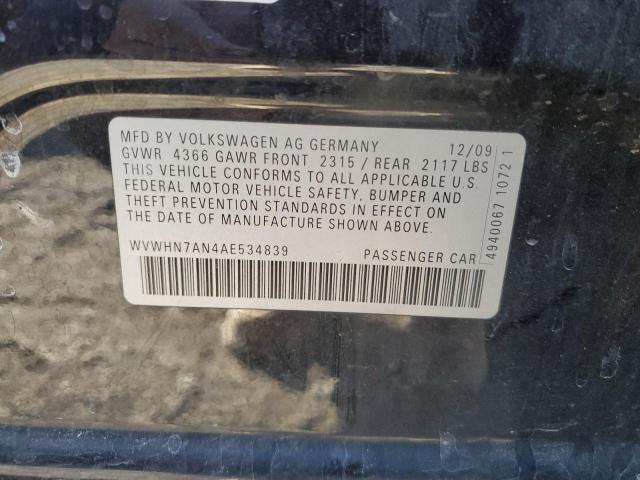 MFD BY VOLKSWAGEN AG GERMANY 12/09
GVWR 4366 GAWR FRONT 2315 / REAR 2117 LBS
THIS VEHICLE CONFORMS TO ALL APPLICABLE U.S.
FEDERAL MOTOR VEHICLE SAFETY, BUMPER AND
THEFT PREVENTION STANDARDS IN EFFECT ON
THE DATE OF MANUFACTURE SHOWN ABOVE.
WVWHN7AN4AE534839 PASSENGER CAR
4940067 1072 1